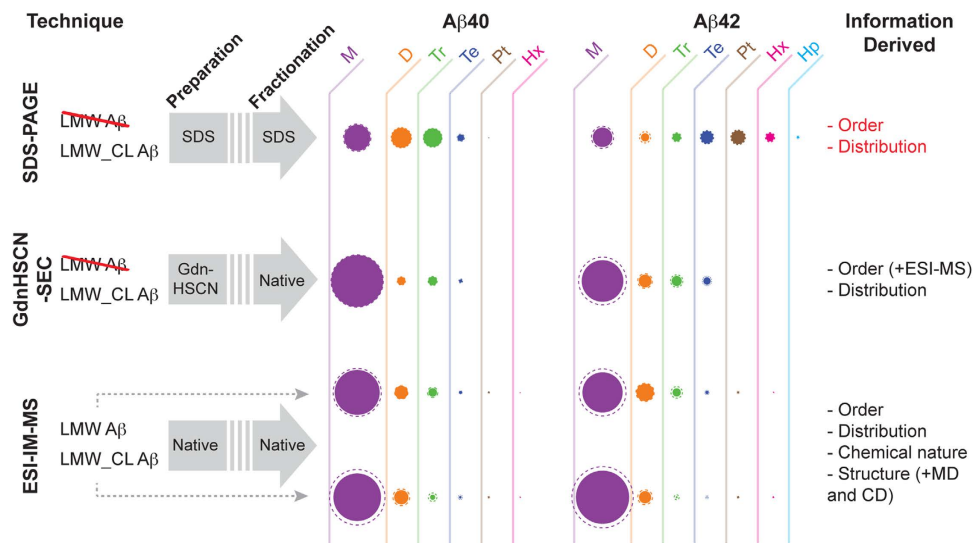 Technique
Preparation
Fractionation
Aβ40
Aβ42
Information
Derived
M
D
Tr
Te
Pt
Hx
M
D
Tr
Te
Pt
Hx
Hp
SDS-PAGE
LMW Aβ
LMW_CL Aβ
SDS
SDS
- Order
- Distribution
GdnHSCN
-SEC
LMW Aβ
LMW_CL Aβ
Gdn-
HSCN
Native
- Order (+ESI-MS)
- Distribution
ESI-IM-MS
LMW Aβ
LMW_CL Aβ
Native
Native
- Order
- Distribution
- Chemical nature
- Structure (+MD
and CD)